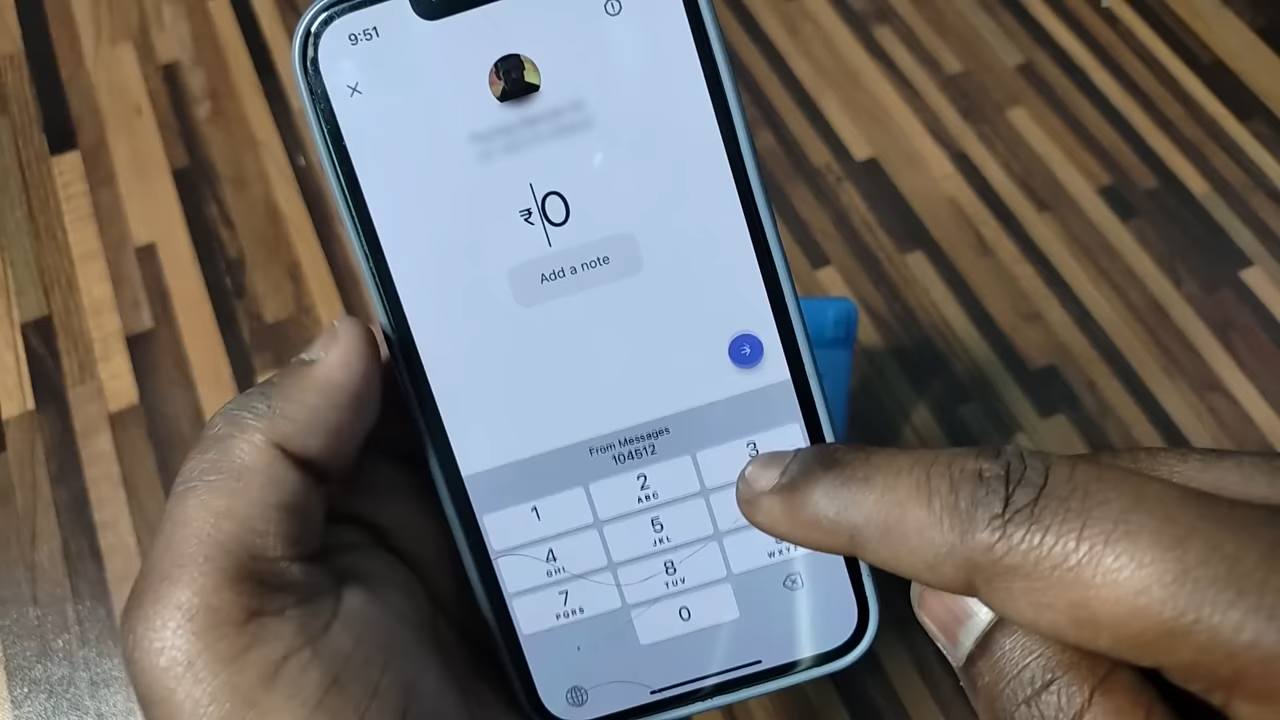 9:51
₹0
Add a note
From Messages
104512
1
2
ABC
3
4
GHI
5
JKL
7
PQRS
8
TUV
WXYZ
0